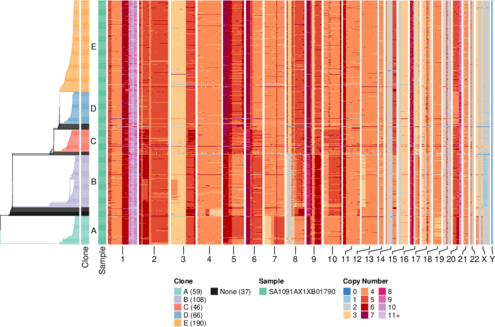 E
D
C
B
A
Clone
Sample
1 2 3 4 5 6 7 8 9 10 11 12 13 14 15 16 17 18 19 20 21 22 X Y
Clone
A (59)
B (108)
C (46)
D (66)
E (190)
None (37)
Sample
SA1091AX1XB01790
Copy Number
0 4 8
1 5 9
2 6 10
3 7 11+